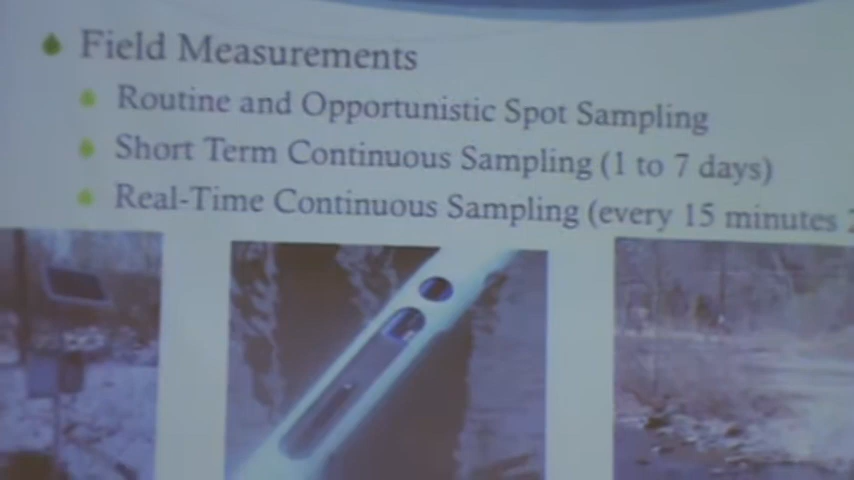 Field Measurements
Routine and Opportunistic Spot Sampling
Short Term Continuous Sampling (1 to 7 days)
Real-Time Continuous Sampling (every 15 minutes